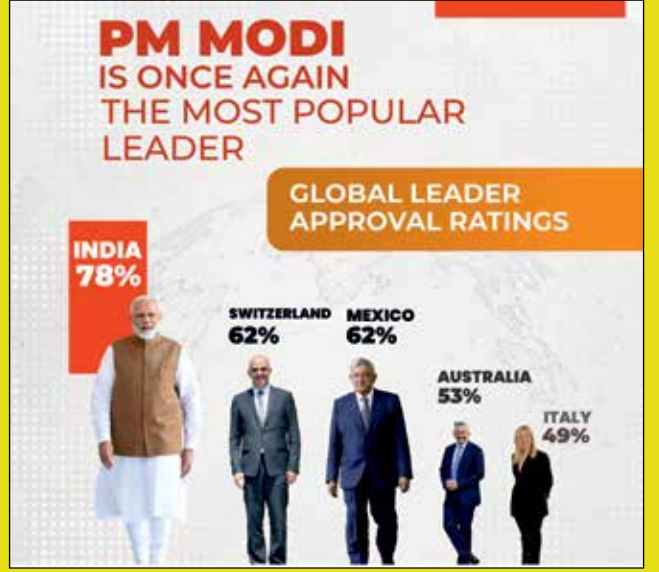 PM MODI
IS ONCE AGAIN
THE MOST POPULAR
LEADER
GLOBAL LEADER
APPROVAL RATINGS
INDIA
78%
SWITZERLAND
62%
MEXICO
62%
AUSTRALIA
53%
ITALY
49%